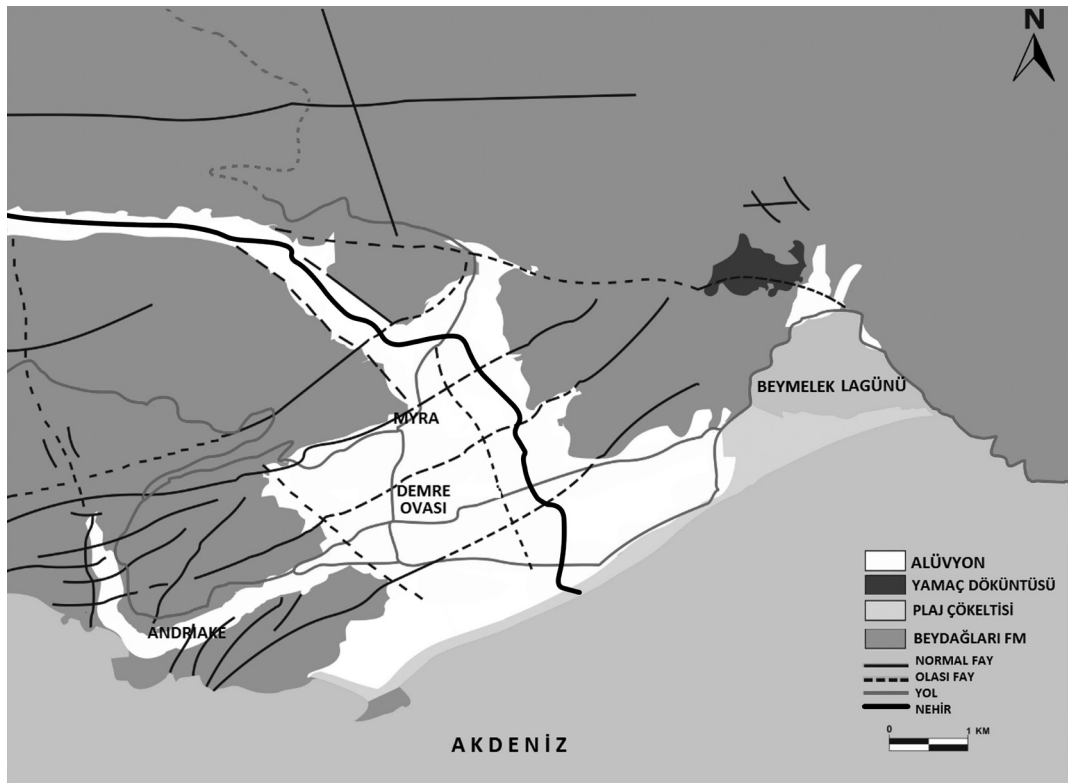 N
BEYMELEK LAGÜNÜ
MYRA
DEMRE
OVASI
ANDRIAKE
AKDENİZ
ALÜVYON
YAMAÇ DÖKÜNTÜSÜ
PLAJ ÇÖKELTİSİ
BEYDAĞLARI FM
NORMAL FAY
OLASI FAY
YOL
NEHİR
0 1 KM